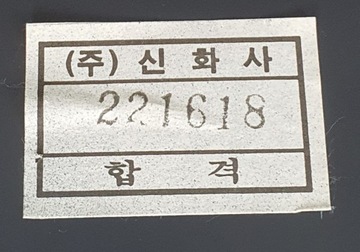 (주) 신 화 사
221618
합 격